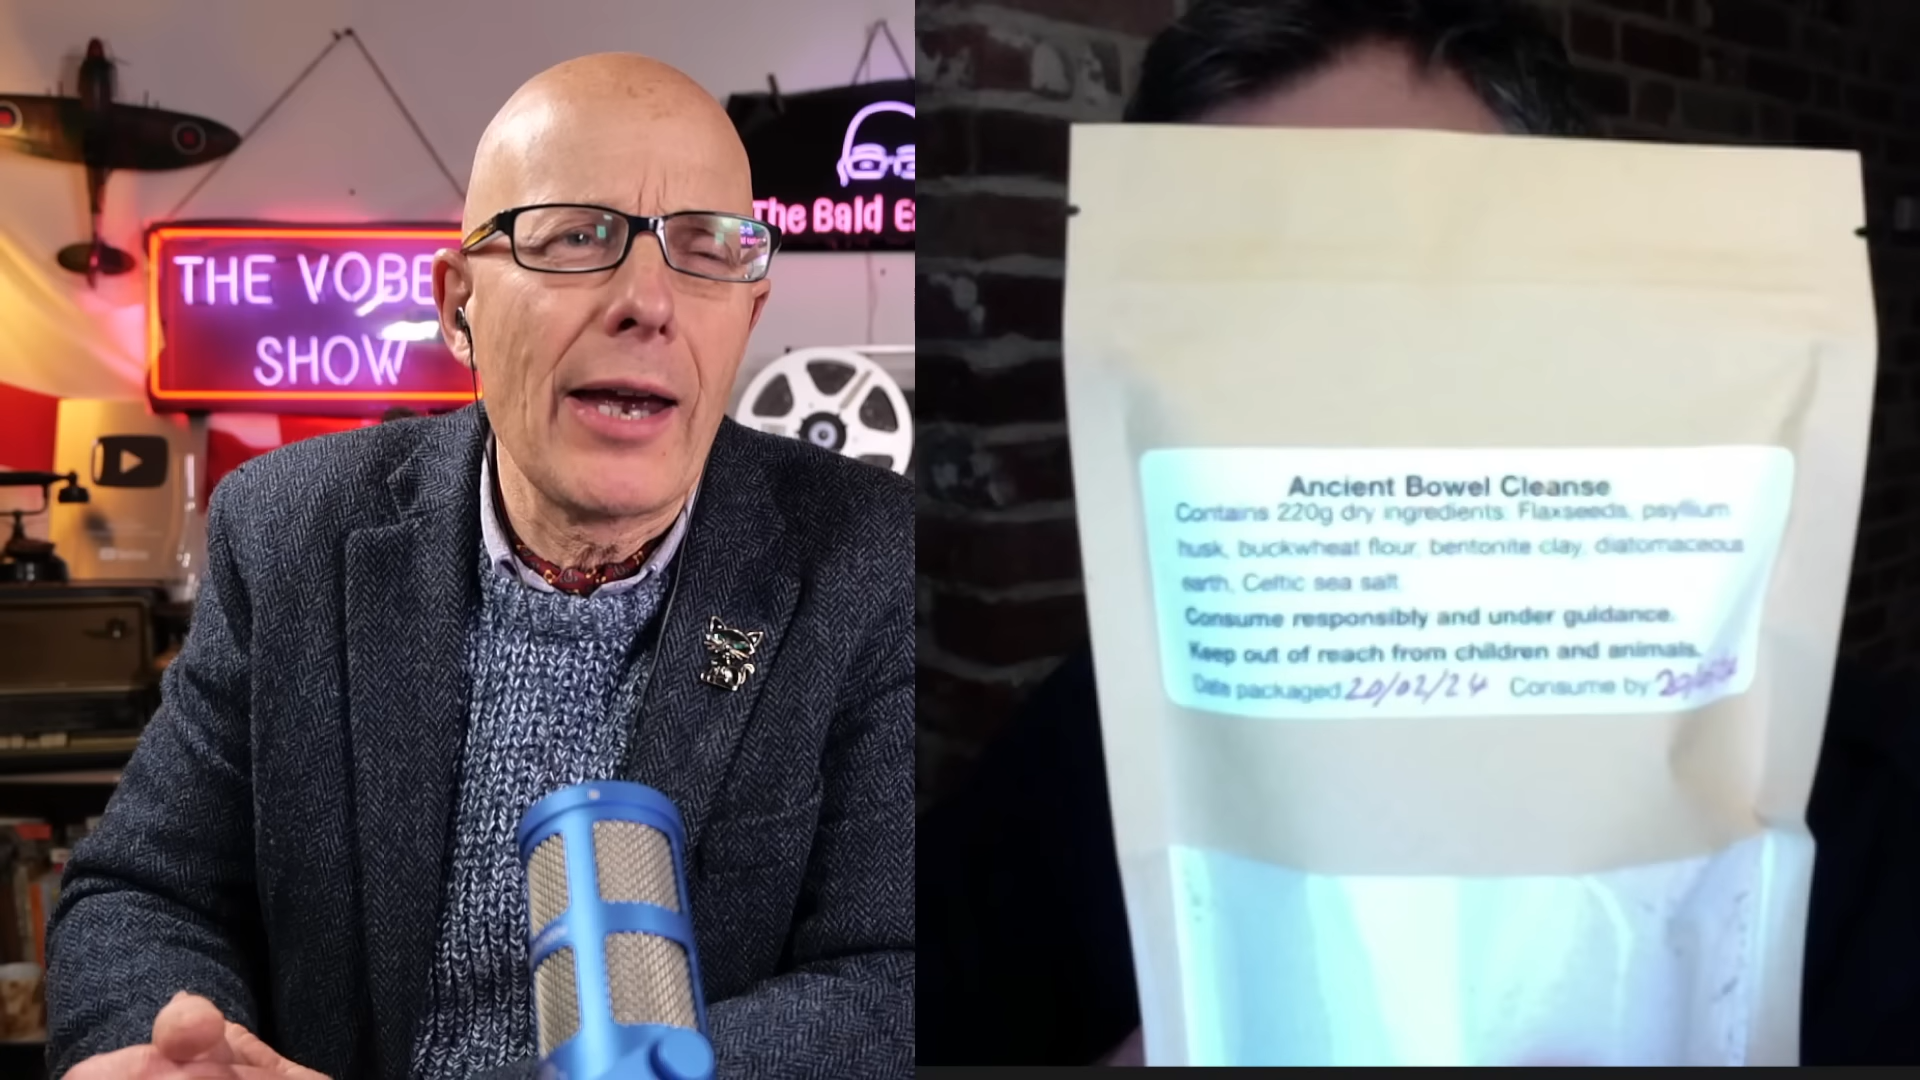 THE VOBE
SHOW
The Bald E
Ancient Bowel Cleanse
Contains 220g dry ingredients: Flaxseeds, psyllium
husk, buckwheat flour, bentonite clay, diatomaceous
earth, Celtic sea salt.
Consume responsibly and under guidance.
Keep out of reach from children and animals.
Date packaged 20/02/24 Consume by